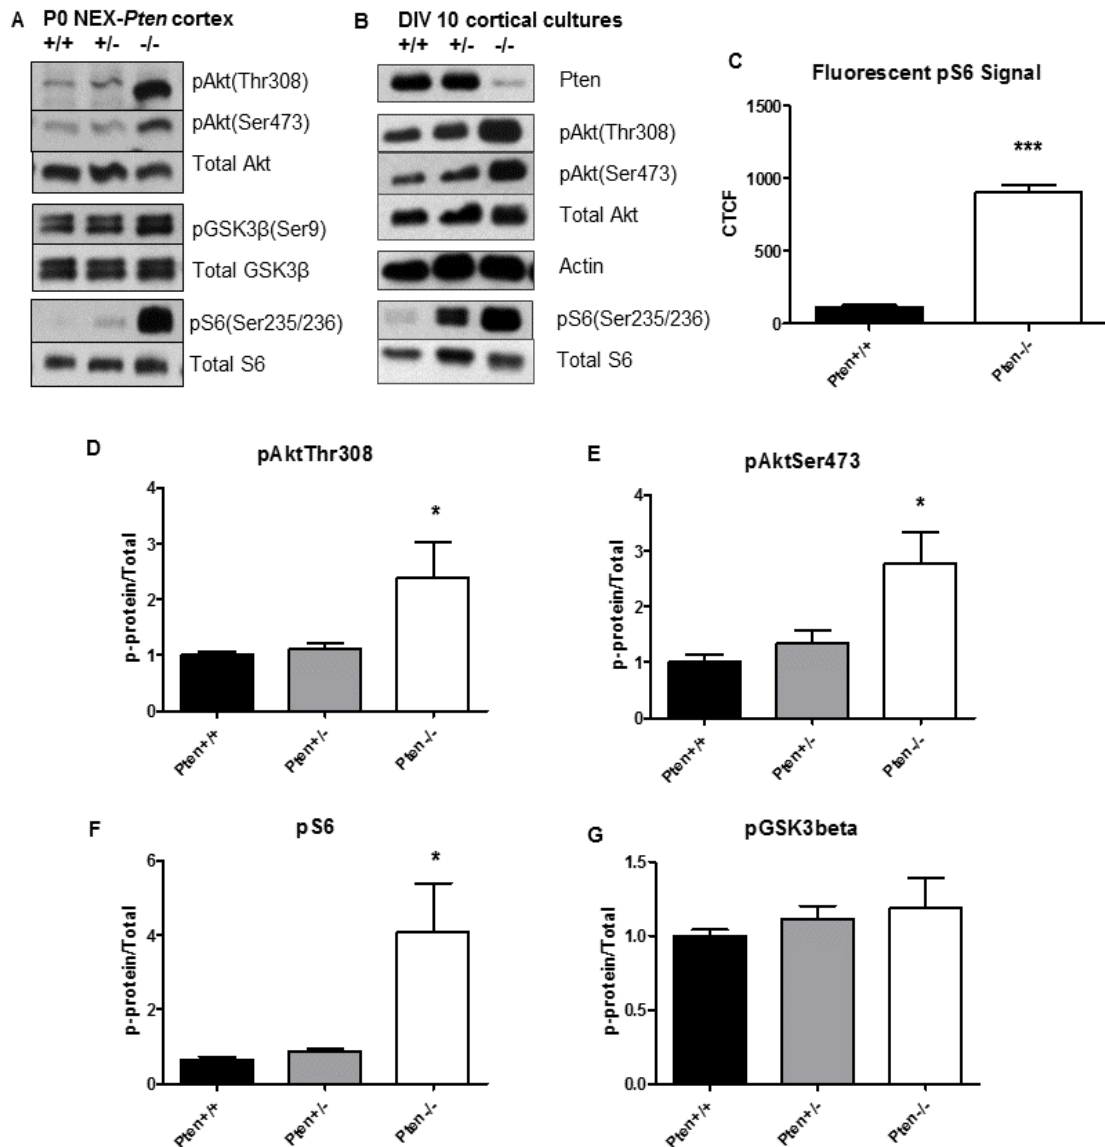 A P0 NEX-Pten cortex
+/+ +/- -/-
pAkt(Thr308)
pAkt(Ser473)
Total Akt
pGSK3β(Ser9)
Total GSK3β
pS6(Ser235/236)
Total S6
B DIV 10 cortical cultures
+/+ +/- -/-
Pten
pAkt(Thr308)
pAkt(Ser473)
Total Akt
Actin
pS6(Ser235/236)
Total S6
C
Fluorescent pS6 Signal
CTCF
1500
1000
500
0
***
Pten+/+
Pten-/-
D
pAktThr308
p-protein/Total
4
3
2
1
0
*
Pten+/+
Pten+/-
Pten-/-
E
pAktSer473
p-protein/Total
4
3
2
1
0
*
Pten+/+
Pten+/-
Pten-/-
F
pS6
p-protein/Total
6
4
2
0
*
Pten+/+
Pten+/-
Pten-/-
G
pGSK3beta
p-protein/Total
1.5
1.0
0.5
0.0
Pten+/+
Pten+/-
Pten-/-